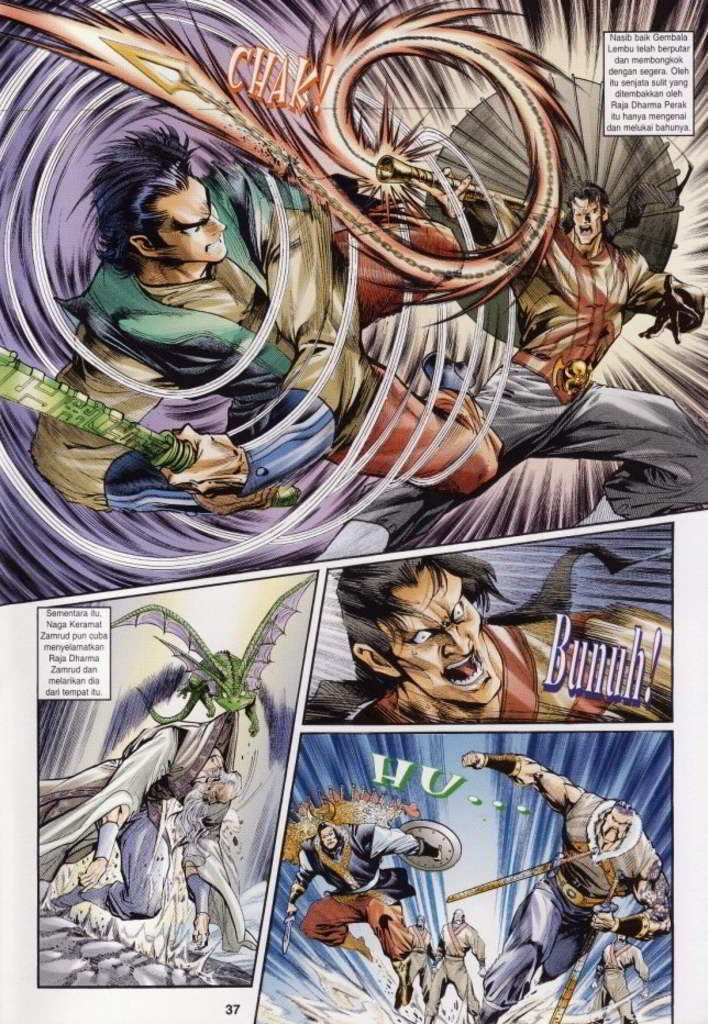 CHAK!
Nasib baik Gembala
Lembu telah berputar
dan membongkok
dengan segera. Oleh
itu senjata sulit yang
ditembakkan oleh
Raja Dharma Perak
itu hanya mengenai
dan melukai bahunya.
Sementara itu,
Naga Keramat
Zamrud pun cuba
menyelamatkan
Raja Dharma
Zamrud dan
melarikan dia
dari tempat itu.
Bunuh!
HU...
37